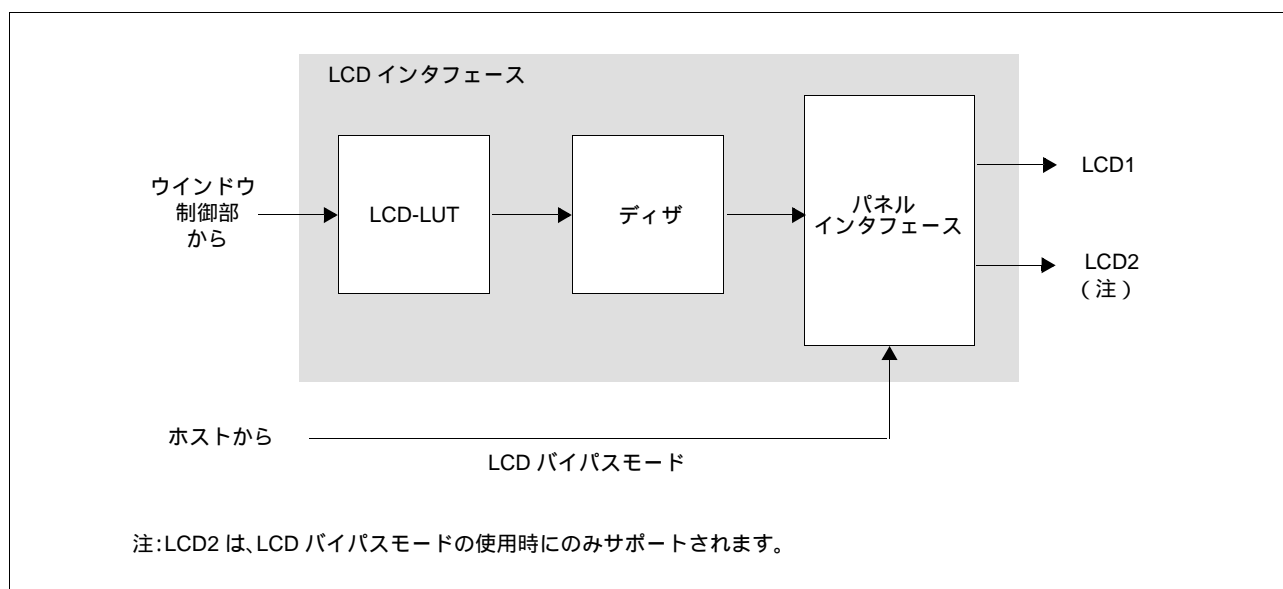 LCD インタフェース
ウインドウ
制御部
から
LCD-LUT
ディザ
パネル
インタフェース
LCD1
LCD2
(注)
ホストから
LCD バイパスモード
注:LCD2 は、LCD バイパスモードの使用時にのみサポートされます。